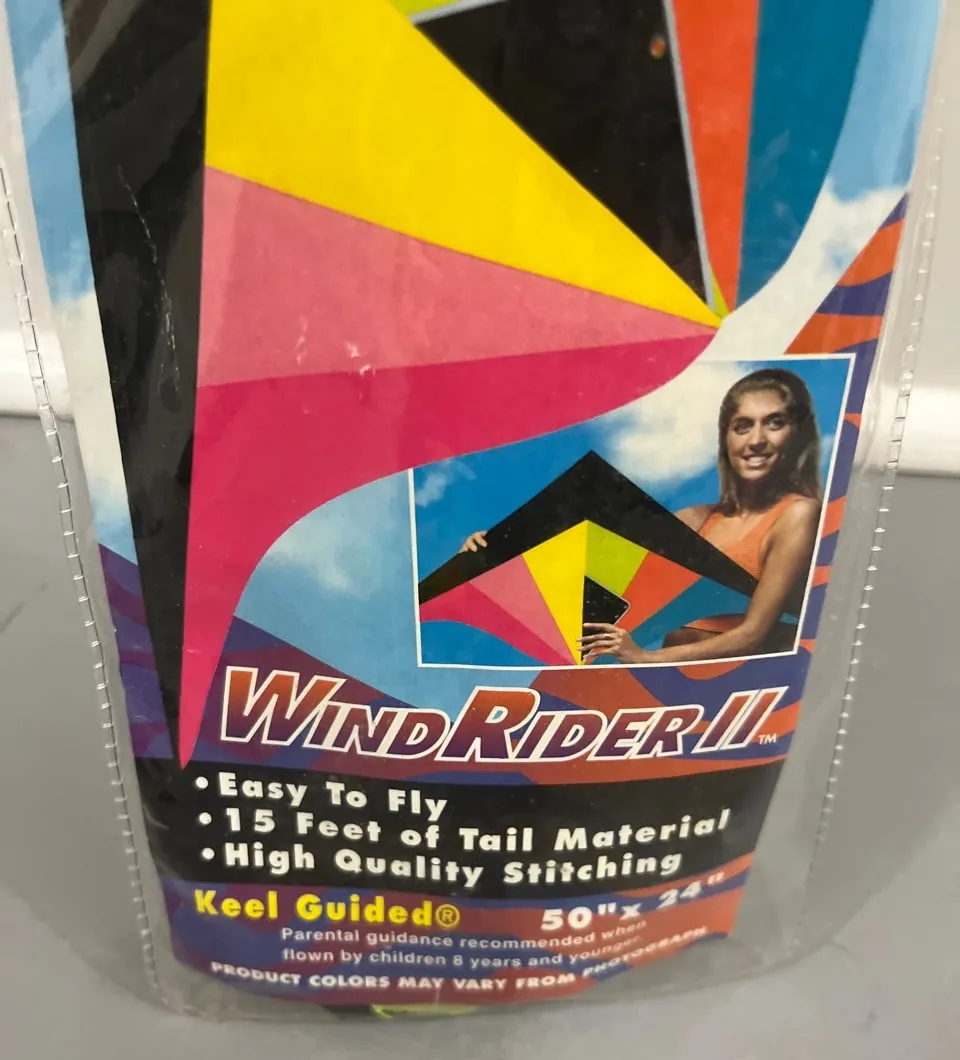 WINDRIDER II™
• Easy To Fly
• 15 Feet of Tail Material
• High Quality Stitching
Keel Guided® 50" x 24"
Parental guidance recommended when
flown by children 8 years and younger.
PRODUCT COLORS MAY VARY FROM PHOTOGRAPH